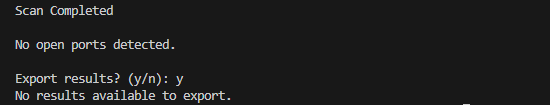 Scan Completed
No open ports detected.
Export results? (y/n): y
No results available to export.